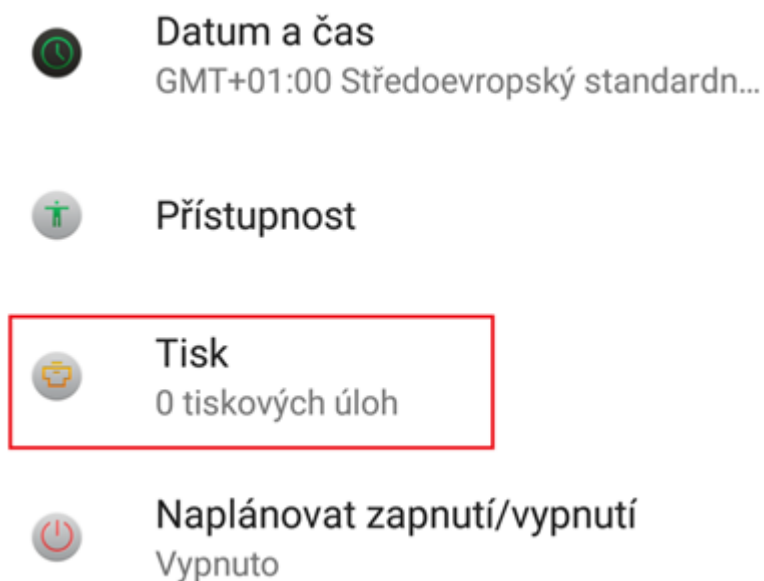 Datum a čas
GMT+01:00 Středoevropský standardn...
Přístupnost
Tisk
0 tiskových úloh
Naplánovat zapnutí/vypnutí
Vypnuto